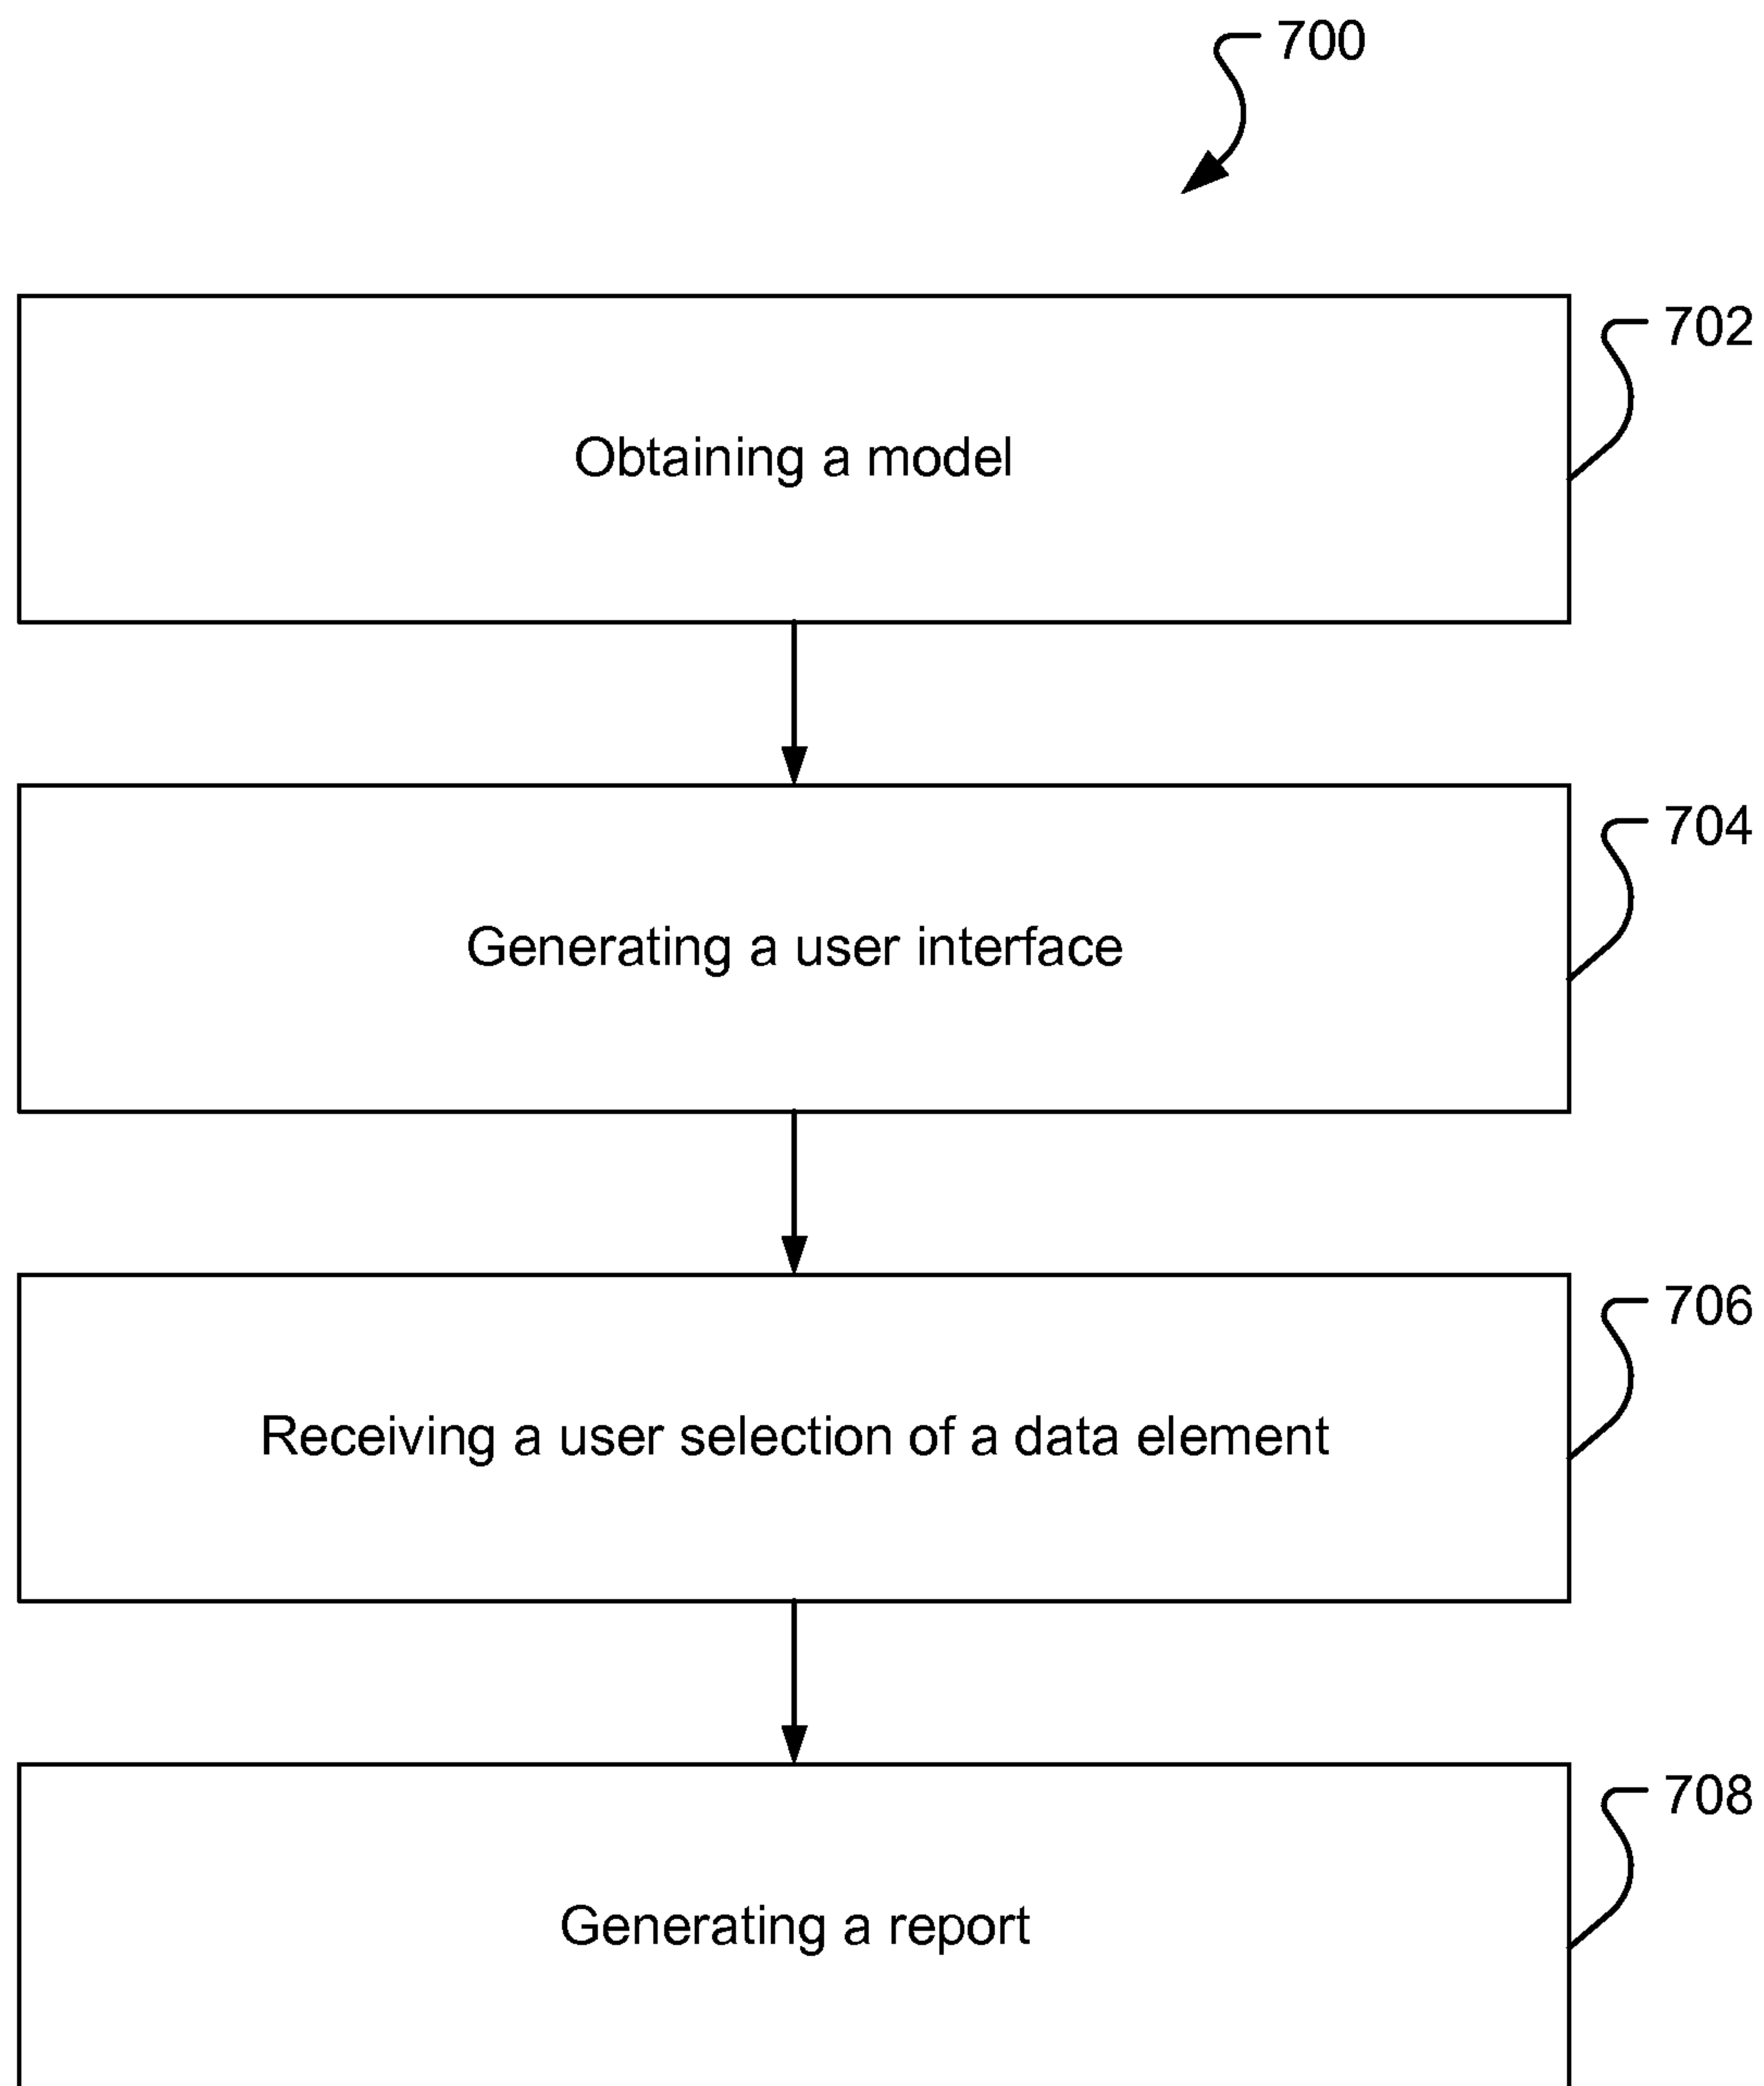 700
702
Obtaining a model
704
Generating a user interface
706
Receiving a user selection of a data element
708
Generating a report